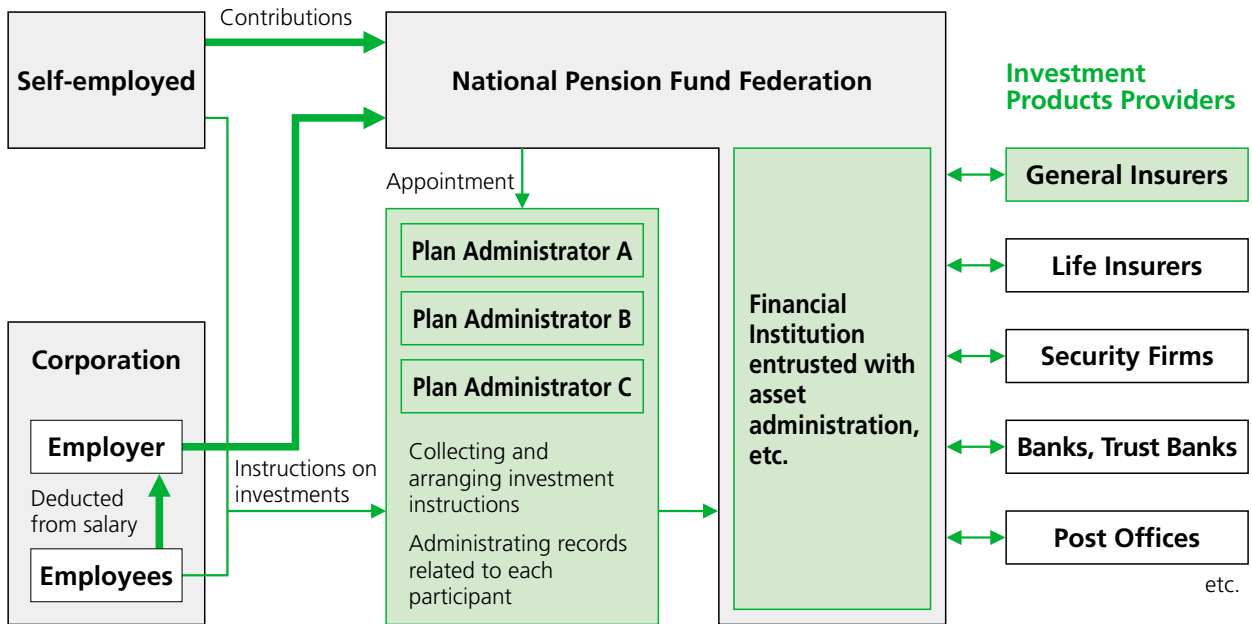 Contributions
Self-employed
National Pension Fund Federation
Investment
Products Providers
Appointment
Plan Administrator A
Plan Administrator B
Plan Administrator C
Collecting and
arranging investment
instructions
Administrating records
related to each
participant
Corporation
Employer
Deducted
from salary
Employees
Instructions on
investments
Financial
Institution
entrusted with
asset
administration,
etc.
General Insurers
Life Insurers
Security Firms
Banks, Trust Banks
Post Offices
etc.